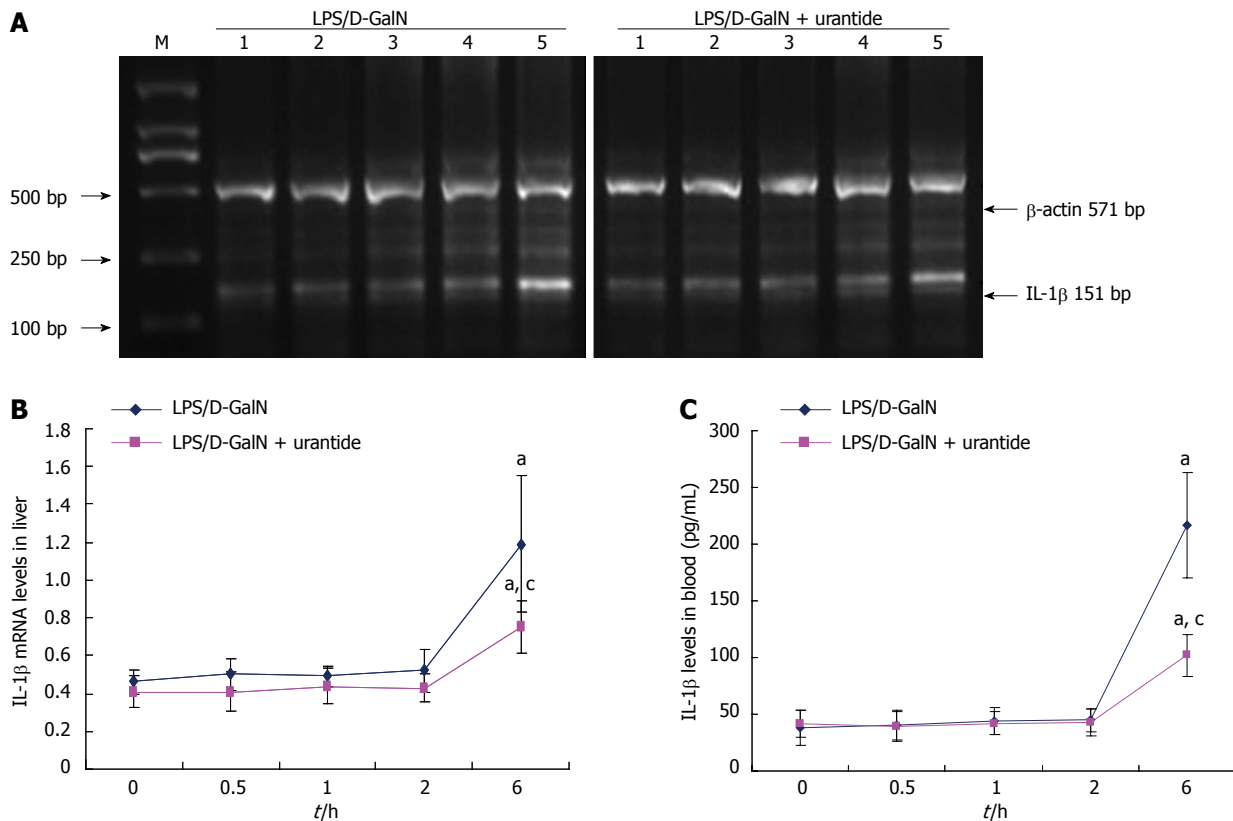 A
LPS/D-GalN
LPS/D-GalN + urantide
M 1 2 3 4 5 1 2 3 4 5
500 bp
250 bp
100 bp
β-actin 571 bp
IL-1β 151 bp
B
LPS/D-GalN
LPS/D-GalN + urantide
IL-1β mRNA levels in liver
1.8
1.6
1.4
1.2
1.0
0.8
0.6
0.4
0.2
0
a
a, c
0 0.5 1 2 6
t/h
C
LPS/D-GalN
LPS/D-GalN + urantide
IL-1β levels in blood (pg/mL)
300
250
200
150
100
50
0
a
a, c
0 0.5 1 2 6
t/h